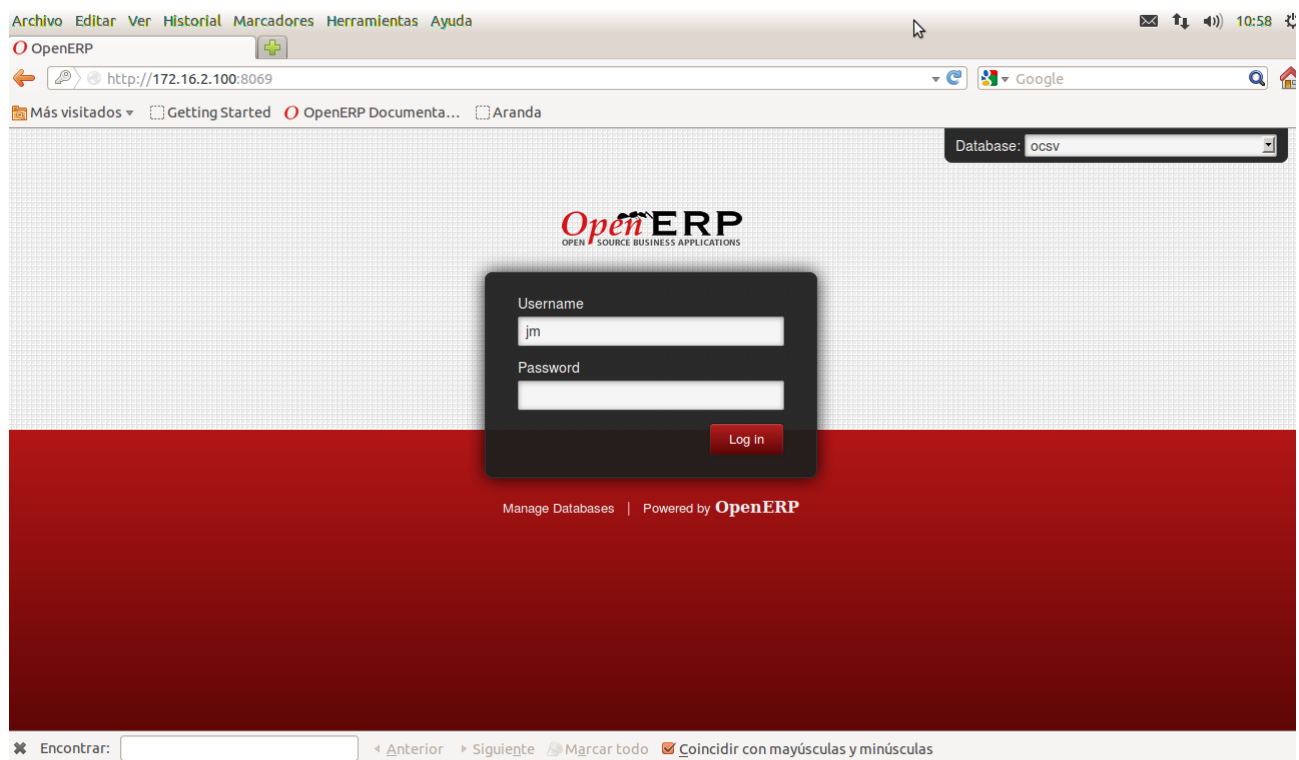 Archivo Editar Ver Historial Marcadores Herramientas Ayuda 10:58
OpenERP
http://172.16.2.100:8069 Google
Más visitados Getting Started OpenERP Documenta... Aranda
Database: ocsv
Open ERP
OPEN SOURCE BUSINESS APPLICATIONS
Username
jm
Password
Log in
Manage Databases | Powered by OpenERP
Encontrar: Anterior Siguiente Marcar todo Coincidir con mayúsculas y minúsculas